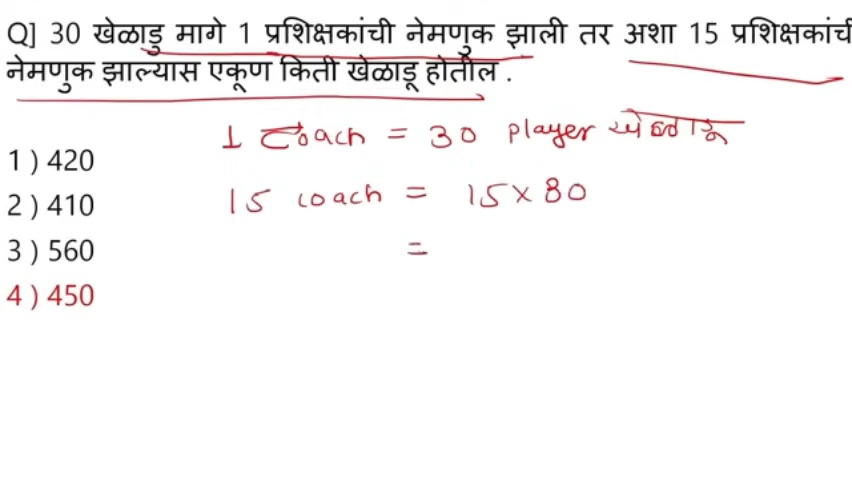 Q] 30 खेळाडु मागे 1 प्रशिक्षकांची नेमणुक झाली तर अशा 15 प्रशिक्षकांची
नेमणुक झाल्यास एकूण किती खेळाडू होतील .
1 Coach = 30 player खेळाडू
1 ) 420
15 coach = 15 × 30
2 ) 410
3 ) 560
=
4 ) 450